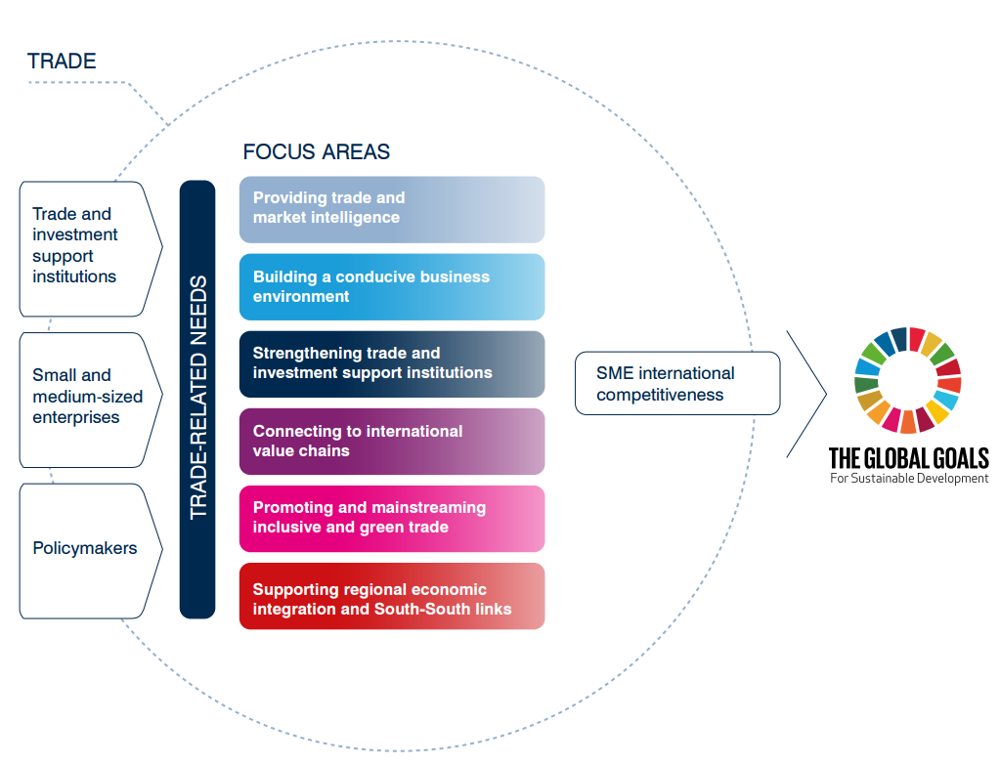 TRADE
FOCUS AREAS
Trade and
investment
support
institutions
Small and
medium-sized
enterprises
Policymakers
TRADE-RELATED NEEDS
Providing trade and
market intelligence
Building a conducive business
environment
Strengthening trade and
investment support institutions
Connecting to international
value chains
Promoting and mainstreaming
inclusive and green trade
Supporting regional economic
integration and South-South links
SME international
competitiveness
THE GLOBAL GOALS
For Sustainable Development